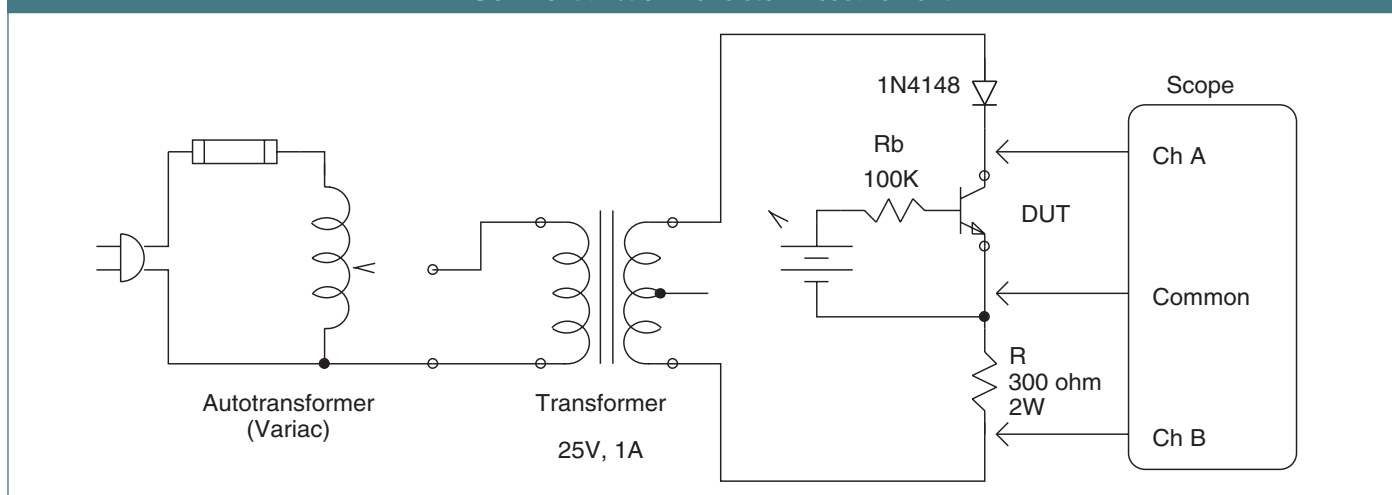 1N4148
Scope
Rb
100K
Ch A
DUT
Common
R
300 ohm
2W
Autotransformer
(Variac)
Transformer
25V, 1A
Ch B